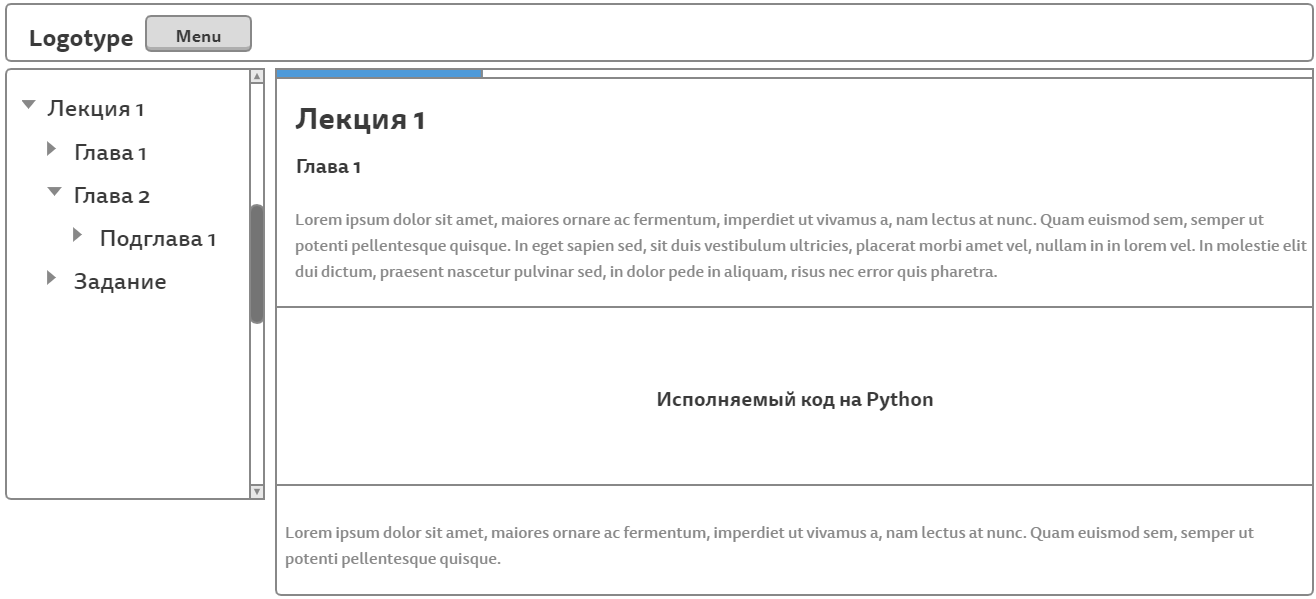 Logotype Menu
Лекция 1
Глава 1
Глава 2
Подглава 1
Задание
Лекция 1
Глава 1
Lorem ipsum dolor sit amet, maiores ornare ac fermentum, imperdiet ut vivamus a, nam lectus at nunc. Quam euismod sem, semper ut
potenti pellentesque quisque. In eget sapien sed, sit duis vestibulum ultricies, placerat morbi amet vel, nullam in in lorem vel. In molestie elit
dui dictum, praesent nascetur pulvinar sed, in dolor pede in aliquam, risus nec error quis pharetra.
Исполняемый код на Python
Lorem ipsum dolor sit amet, maiores ornare ac fermentum, imperdiet ut vivamus a, nam lectus at nunc. Quam euismod sem, semper ut
potenti pellentesque quisque.